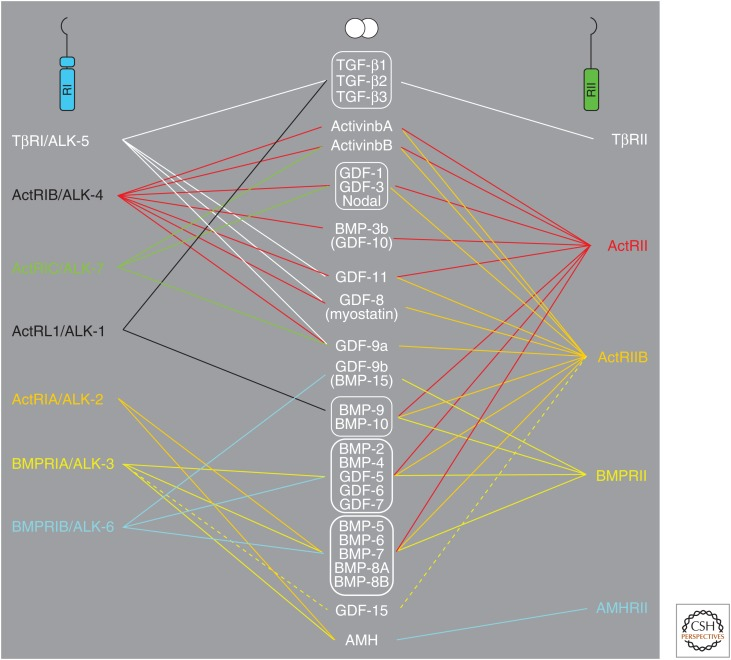 RI
RII
TGF-β1
TGF-β2
TGF-β3
TβRI/ALK-5
ActRIB/ALK-4
ActRIC/ALK-7
ActRL1/ALK-1
ActRIA/ALK-2
BMPRIA/ALK-3
BMPRIB/ALK-6
ActivinbA
ActivinbB
GDF-1
GDF-3
Nodal
BMP-3b
(GDF-10)
GDF-11
GDF-8
(myostatin)
GDF-9a
GDF-9b
(BMP-15)
BMP-9
BMP-10
BMP-2
BMP-4
GDF-5
GDF-6
GDF-7
BMP-5
BMP-6
BMP-7
BMP-8A
BMP-8B
GDF-15
AMH
TβRII
ActRII
ActRIIB
BMPRII
AMHRII
CSH
PERSPECTIVES